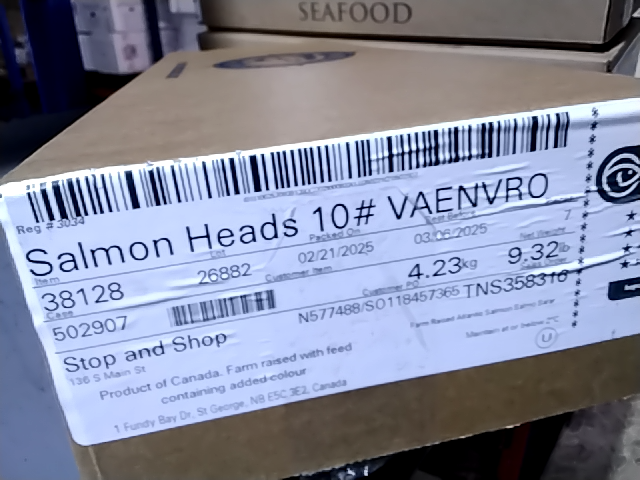 SEAFOOD
Reg # 3034
Salmon Heads 10# VAENVRO
Item Lot Packed On Best Before
38128 26882 02/21/2025 03/06/2025 7
Case Customer Item 4.23kg Net Weight 9.32lb
502907 Customer PO
N577488/S0118457365 TNS358316
Stop and Shop
136 S Main St
Farm Raised Atlantic Salmon
Product of Canada. Farm raised with feed
containing added colour
Maintain at or below
1 Fundy Bay Dr, St George, NB E5C 3E2, Canada
U